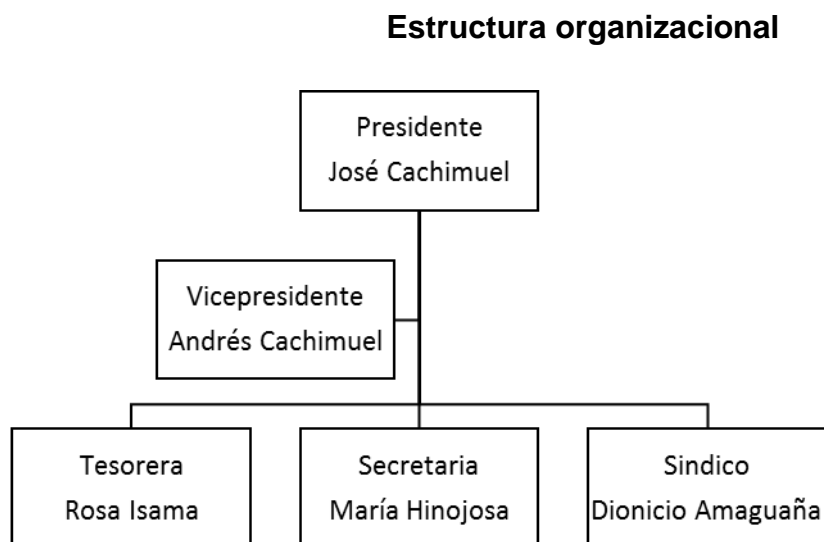 Estructura organizacional
Presidente
José Cachimuel
Vicepresidente
Andrés Cachimuel
Tesorera
Rosa Isama
Secretaria
María Hinojosa
Sindico
Dionicio Amaguaña